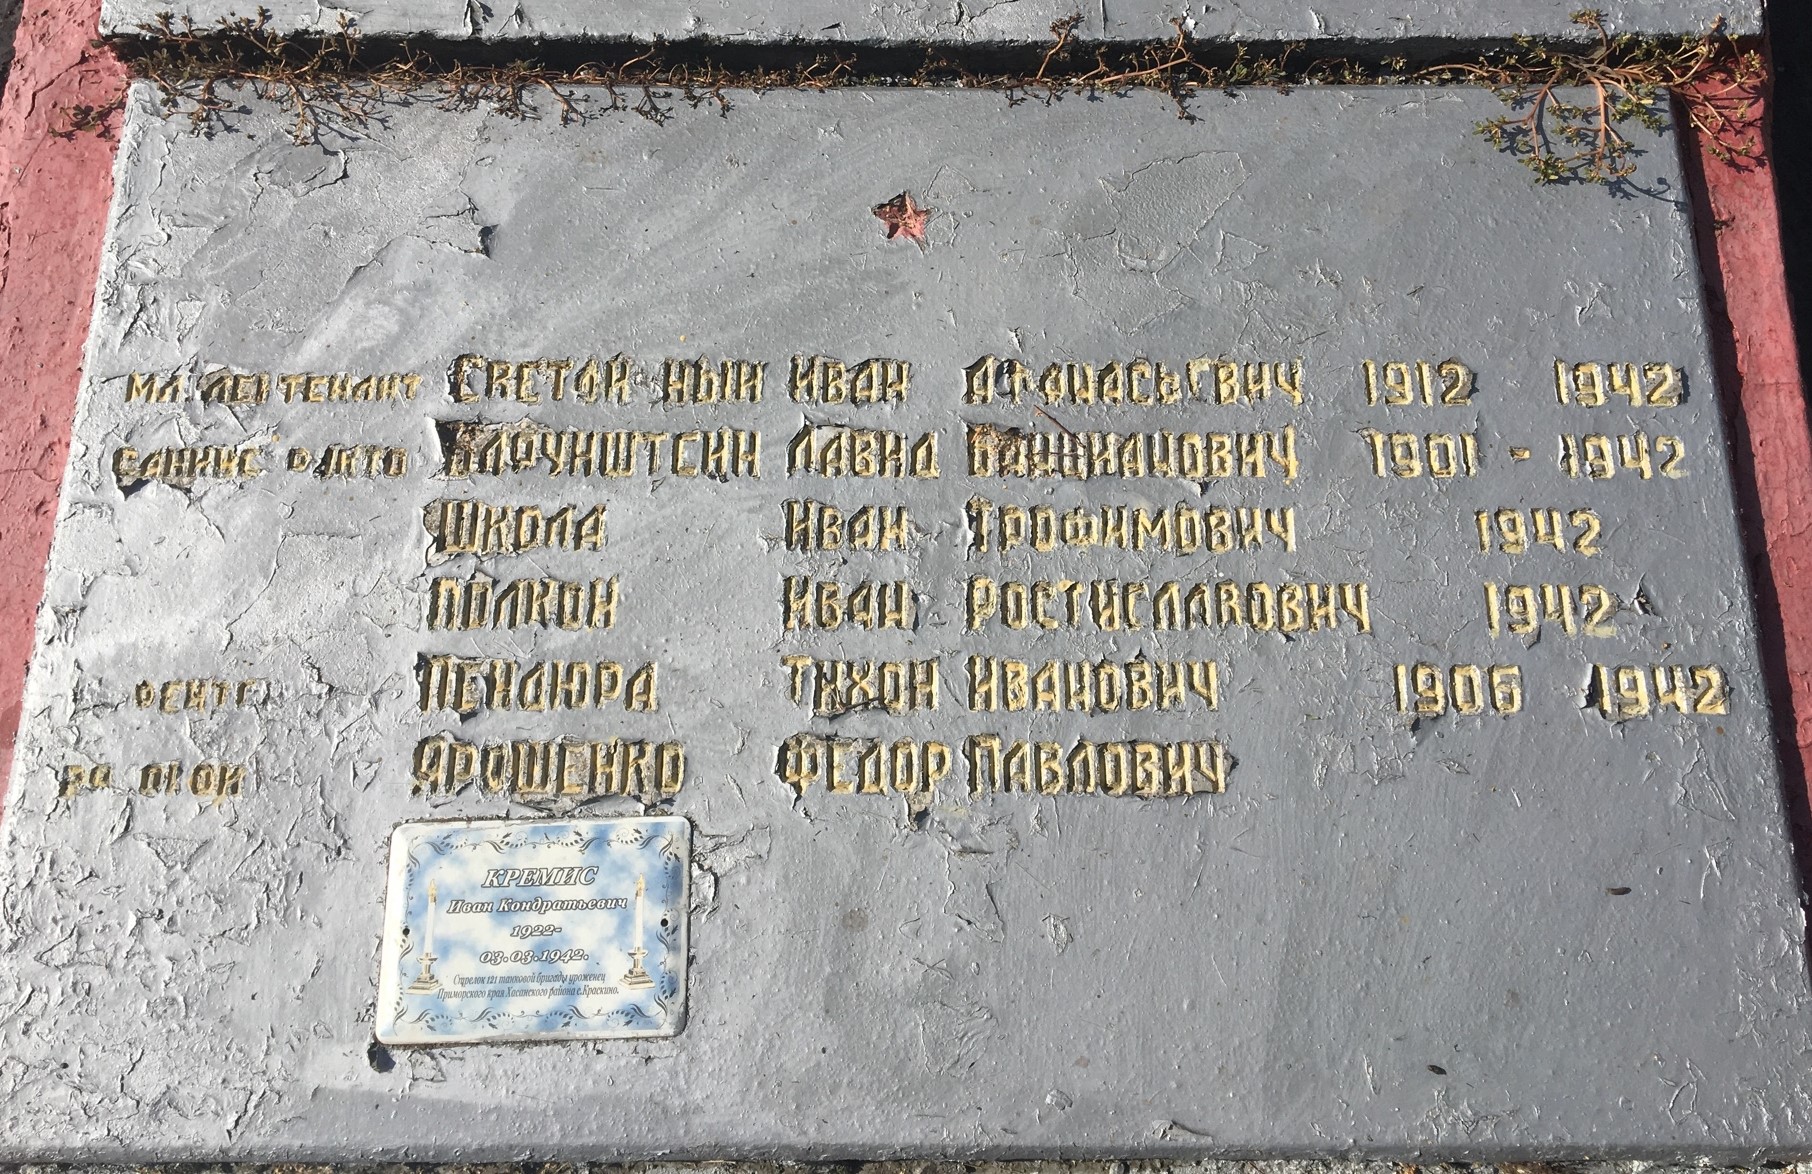 МЛ. ЛЕЙТЕНАНТ СВЕТОЙ НЫЙ ИВАН АФАНАСЬЕВИЧ 1912 1942
1901 - 1942
ШКОЛА ИВАН ТРОФИМОВИЧ 1942
ПОЛКОН ИВАН РОСТИСЛАВОВИЧ 1942
ПЕНДЮРА ТИХОН ИВАНОВИЧ 1906 1942
ЯРОШЕНКО ФЕДОР ПАВЛОВИЧ
КРЕМИС
Иван Кондратьевич
1922-
03.03.1942.
Стрелок 121 танковой бригады уроженец
Приморского края Хасанского района с.Краскино.